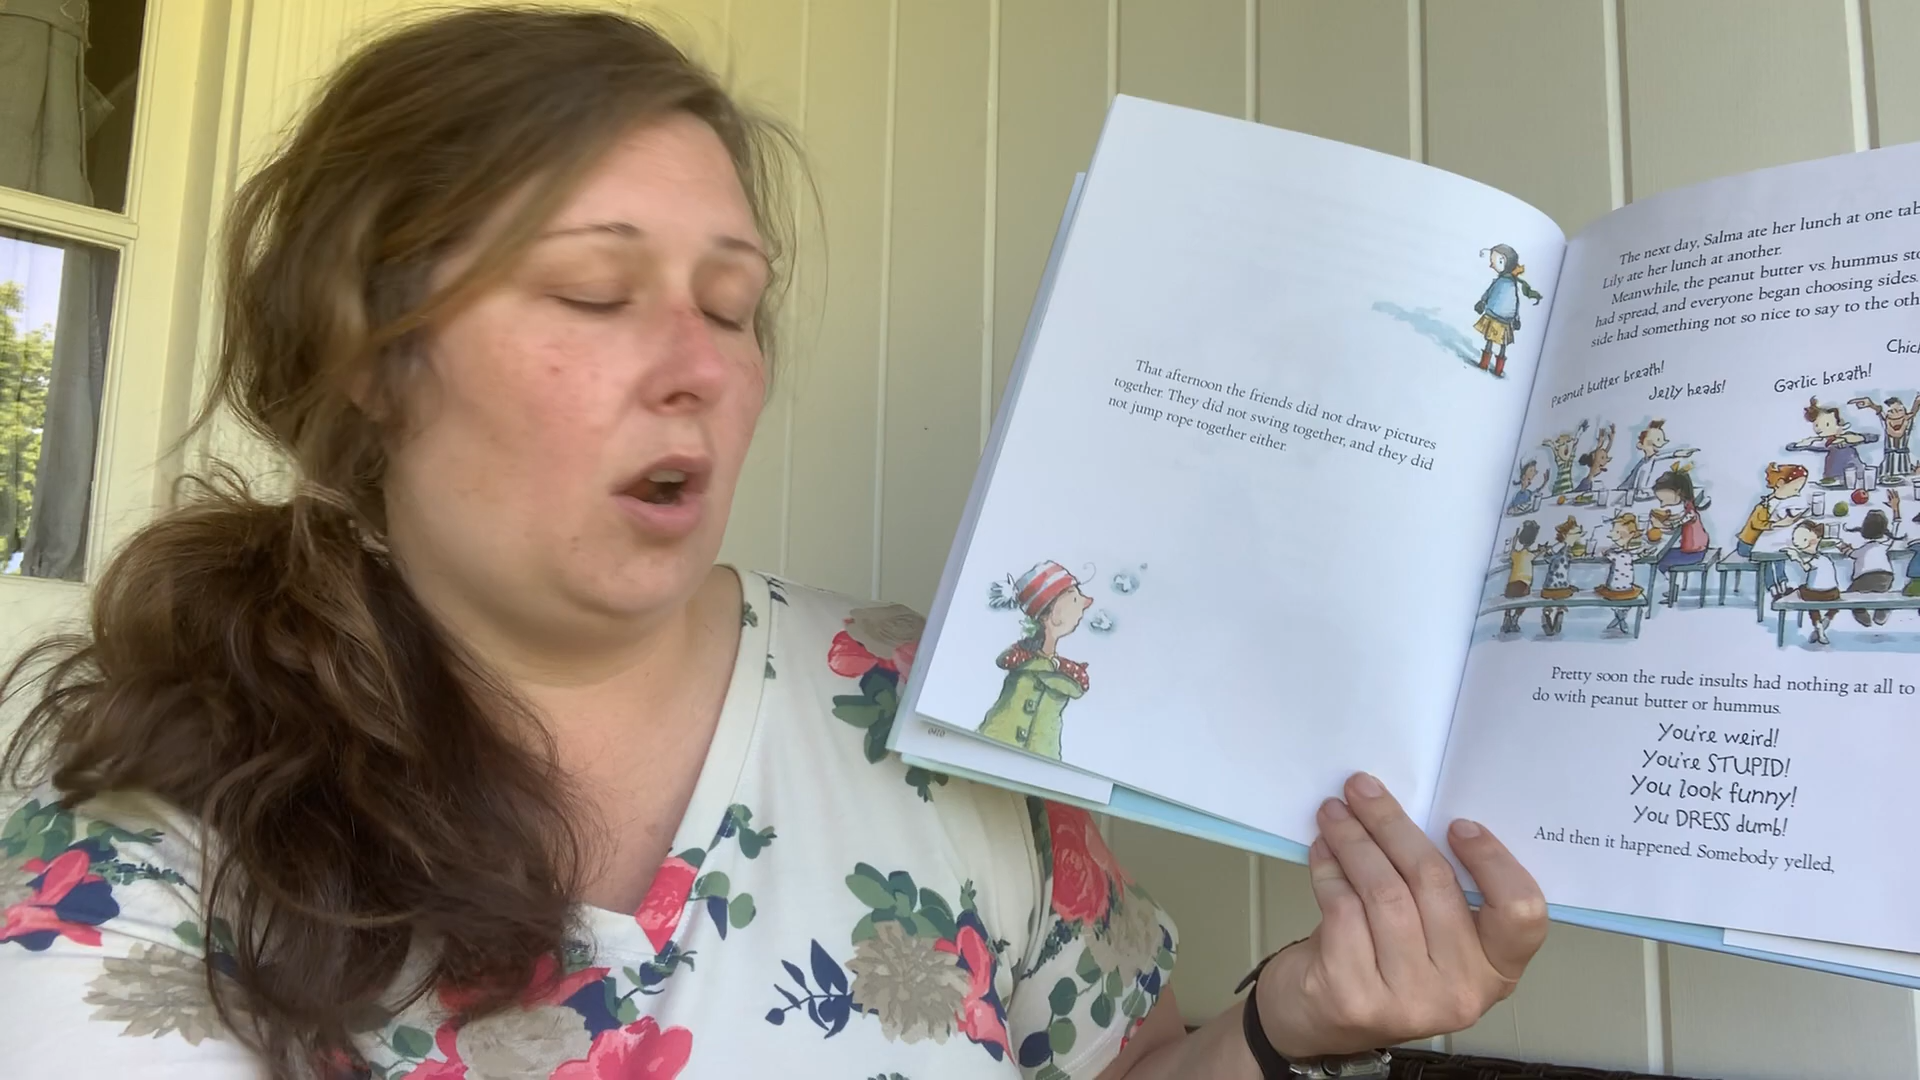 That afternoon the friends did not draw pictures
together. They did not swing together, and they did
not jump rope together either.
The next day, Salma ate her lunch at one
Lily ate her lunch at another.
Meanwhile, the peanut butter vs. hummus
had spread, and everyone began choosing sides.
side had something not so nice to say to the
Peanut butter breath!
Jelly heads!
Garlic breath!
Pretty soon the rude insults had nothing at all to
do with peanut butter or hummus.
You're weird!
You're STUPID!
You look funny!
You DRESS dumb!
And then it happened. Somebody yelled,